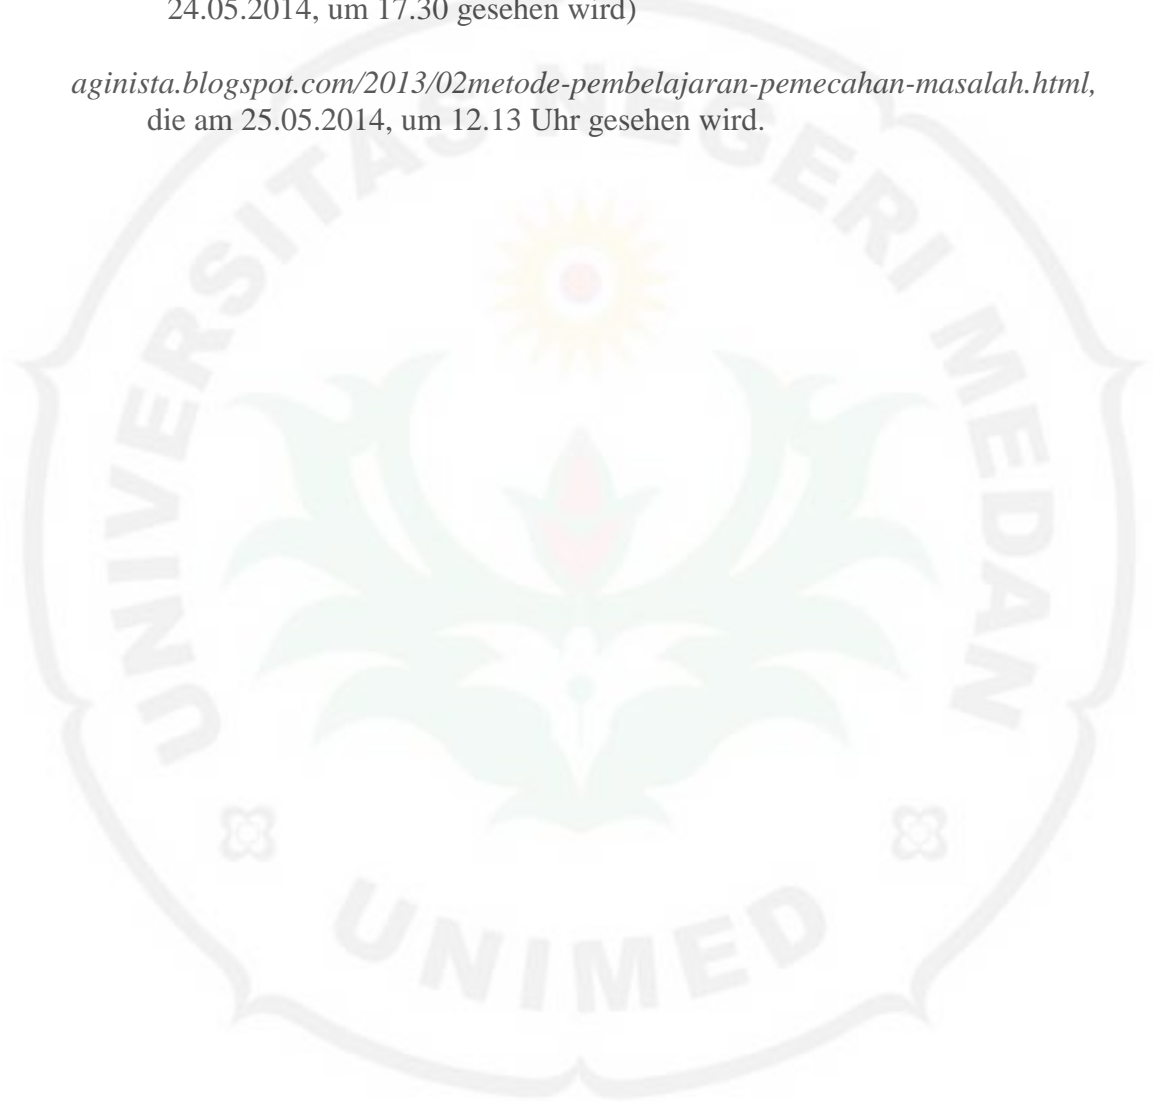 24.05.2014, um 17.30 gesehen wird)
aginista.blogspot.com/2013/02metode-pembelajaran-pemecahan-masalah.html,
die am 25.05.2014, um 12.13 Uhr gesehen wird.
UNIVERSITAS NEGERI MEDAN
UNIMED